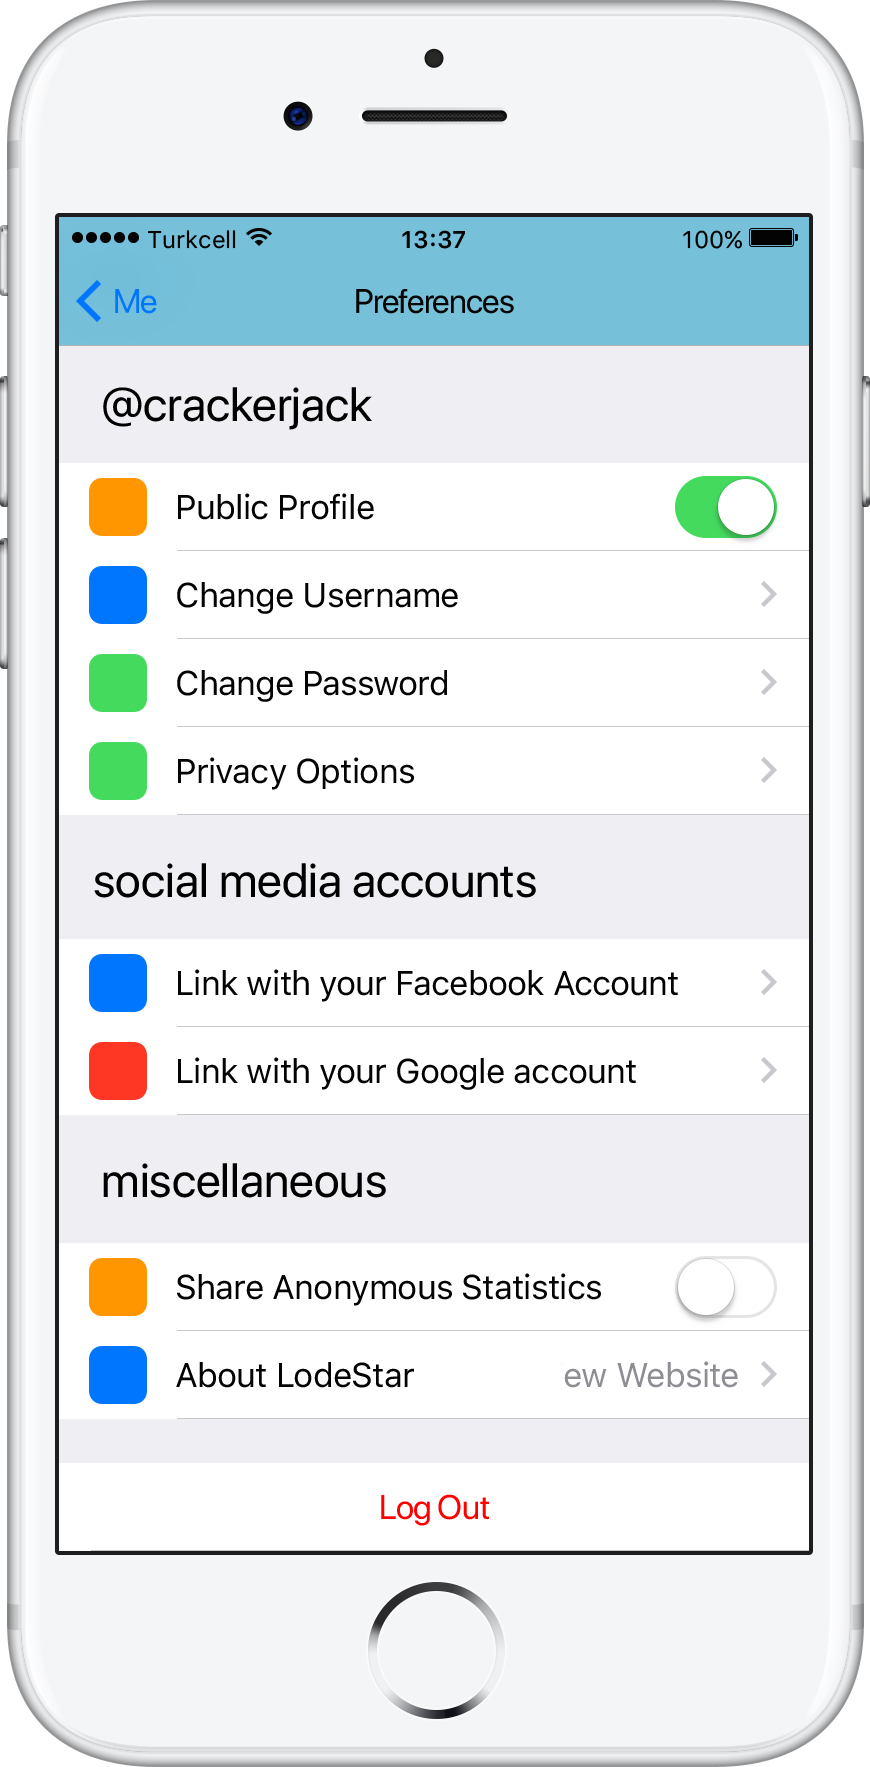 Turkcell 13:37 100%
Me Preferences
@crackerjack
Public Profile
Change Username
Change Password
Privacy Options
social media accounts
Link with your Facebook Account
Link with your Google account
miscellaneous
Share Anonymous Statistics
About LodeStar ew Website
Log Out